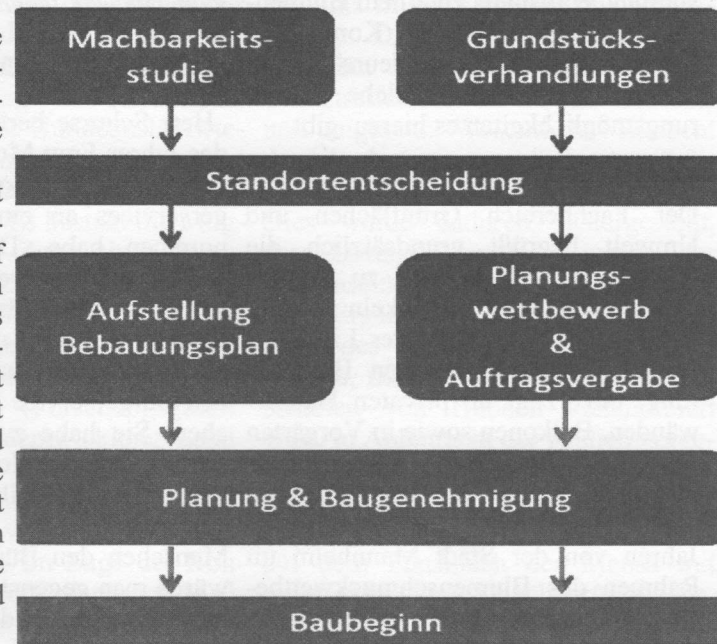 Machbarkeits-
studie
Grundstücks-
verhandlungen
Standortentscheidung
Aufstellung
Bebauungsplan
Planungs-
wettbewerb
&
Auftragsvergabe
Planung & Baugenehmigung
Baubeginn